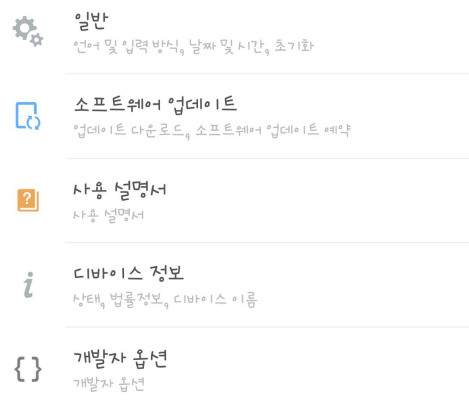 일반
언어 및 입력 방식, 날짜 및 시간, 초기화
소프트웨어 업데이트
업데이트 다운로드, 소프트웨어 업데이트 예약
사용 설명서
사용 설명서
디바이스 정보
상태, 법률정보, 디바이스 이름
개발자 옵션
개발자 옵션